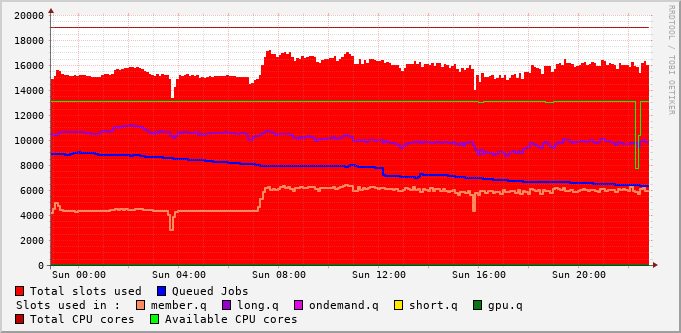 20000
18000
16000
14000
12000
10000
8000
6000
4000
2000
0
Sun 00:00 Sun 04:00 Sun 08:00 Sun 12:00 Sun 16:00 Sun 20:00
Total slots used Queued Jobs
Slots used in : member.q long.q ondemand.q short.q gpu.q
Total CPU cores Available CPU cores
RRDTOOL / TOBI OETIKER